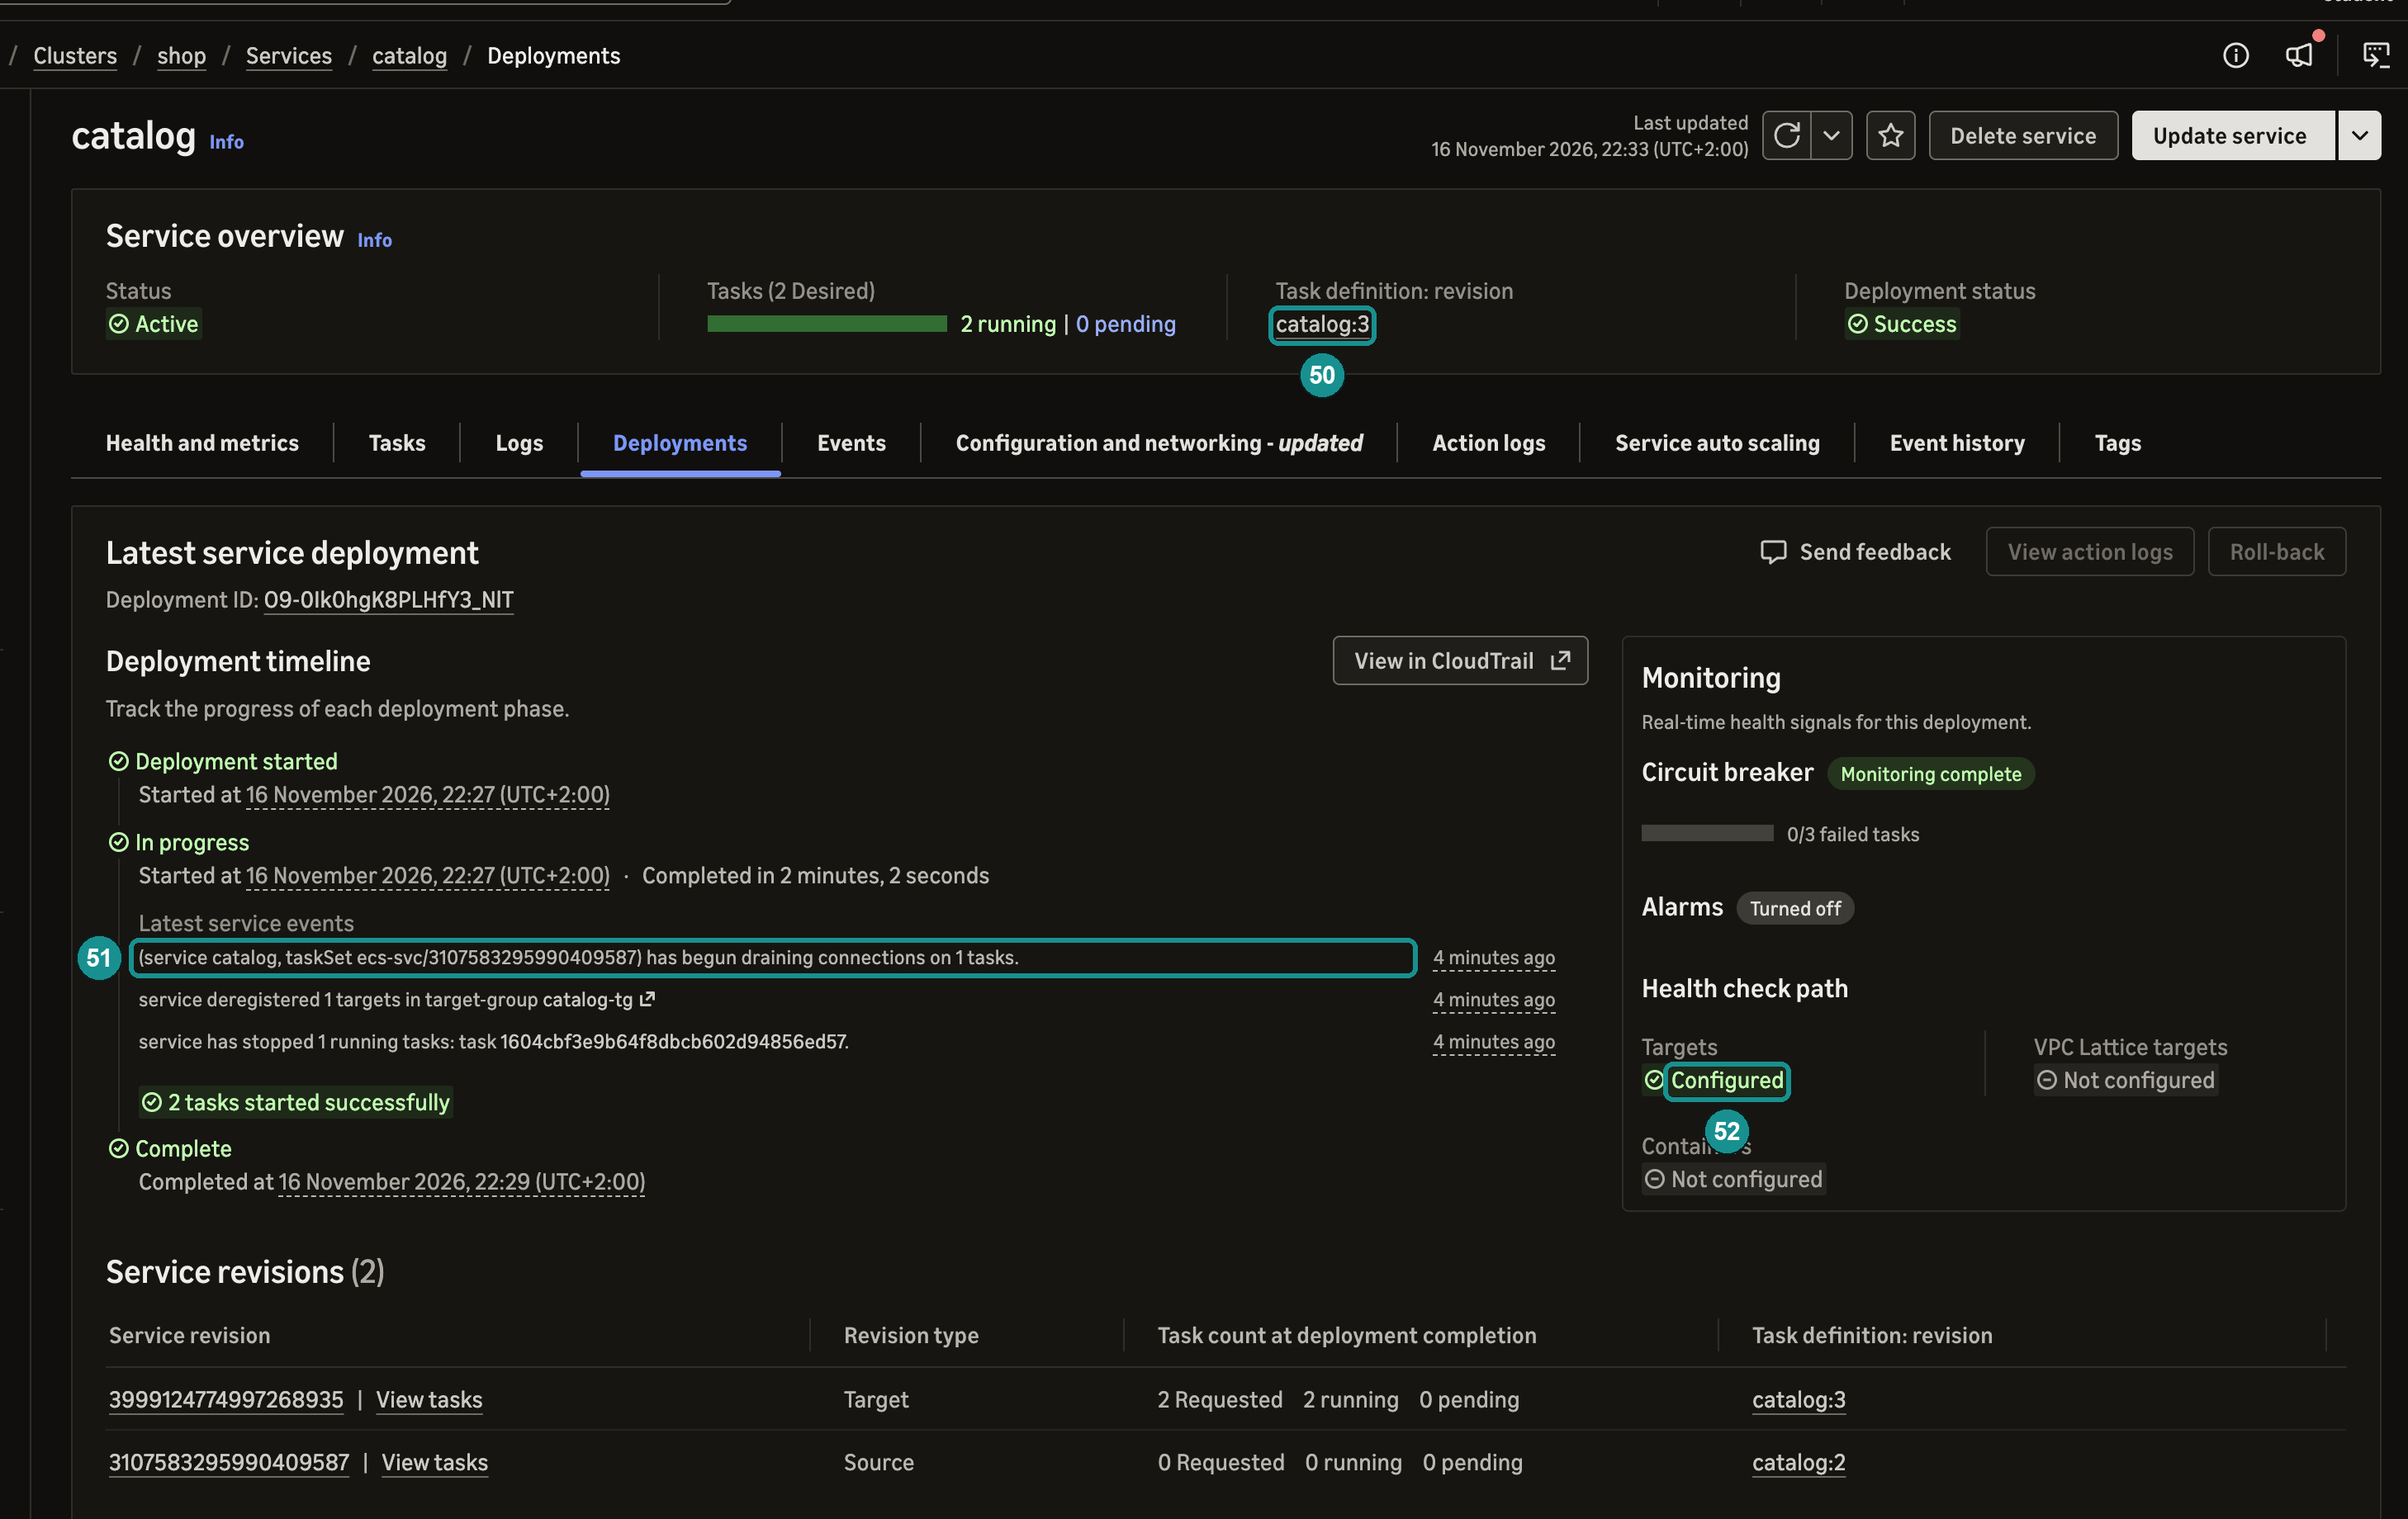 / Clusters / shop / Services / catalog / Deployments
catalog Info
Last updated
16 November 2026, 22:33 (UTC+2:00)
Delete service
Update service
Service overview Info
Status
Active
Tasks (2 Desired)
2 running | 0 pending
Task definition: revision
catalog:3
50
Deployment status
Success
Health and metrics
Tasks
Logs
Deployments
Events
Configuration and networking - updated
Action logs
Service auto scaling
Event history
Tags
Latest service deployment
Send feedback
View action logs
Roll-back
Deployment ID: O9-0Ik0hgK8PLHfY3_NlT
Deployment timeline
View in CloudTrail
Track the progress of each deployment phase.
Deployment started
Started at 16 November 2026, 22:27 (UTC+2:00)
In progress
Started at 16 November 2026, 22:27 (UTC+2:00) · Completed in 2 minutes, 2 seconds
Latest service events
51
(service catalog, taskSet ecs-svc/3107583295990409587) has begun draining connections on 1 tasks.
4 minutes ago
service deregistered 1 targets in target-group catalog-tg
4 minutes ago
service has stopped 1 running tasks: task 1604cbf3e9b64f8dbcb602d94856ed57.
4 minutes ago
2 tasks started successfully
Complete
Completed at 16 November 2026, 22:29 (UTC+2:00)
Monitoring
Real-time health signals for this deployment.
Circuit breaker Monitoring complete
0/3 failed tasks
Alarms Turned off
Health check path
Targets
Configured
52
VPC Lattice targets
Not configured
Not configured
Service revisions (2)
Service revision
Revision type
Task count at deployment completion
Task definition: revision
3999124774997268935 | View tasks
Target
2 Requested 2 running 0 pending
catalog:3
3107583295990409587 | View tasks
Source
0 Requested 0 running 0 pending
catalog:2